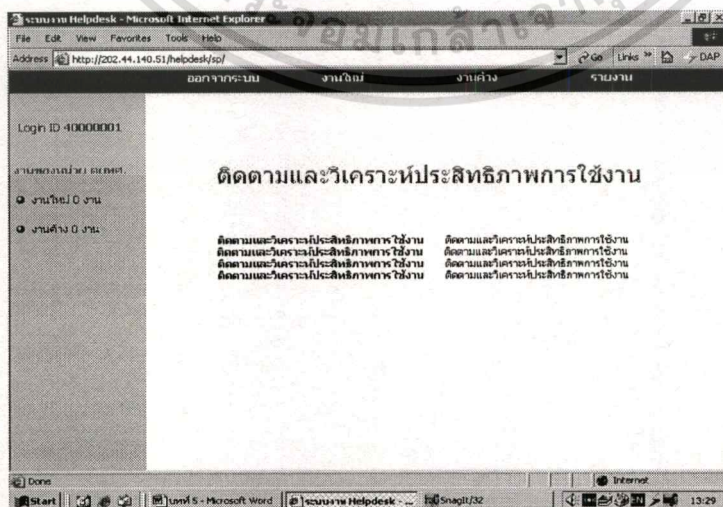 ระบบงาน Helpdesk - Microsoft Internet Explorer
File Edit View Favorites Tools Help
Address http://202.44.140.51/helpdesk/sp/ Go Links » DAP
ออกจากระบบ งานใหม่ งานค้าง รายงาน
Login ID 40000001
งานใหม่ 0 งาน
งานค้าง 0 งาน
ติดตามและวิเคราะห์ประสิทธิภาพการใช้งาน
ติดตามและวิเคราะห์ประสิทธิภาพการใช้งาน ติดตามและวิเคราะห์ประสิทธิภาพการใช้งาน
ติดตามและวิเคราะห์ประสิทธิภาพการใช้งาน ติดตามและวิเคราะห์ประสิทธิภาพการใช้งาน
ติดตามและวิเคราะห์ประสิทธิภาพการใช้งาน ติดตามและวิเคราะห์ประสิทธิภาพการใช้งาน
ติดตามและวิเคราะห์ประสิทธิภาพการใช้งาน ติดตามและวิเคราะห์ประสิทธิภาพการใช้งาน
Done Internet
Start บทที่ 5 - Microsoft Word ระบบงาน Helpdesk - ... SnagIt/32 EN 13:29